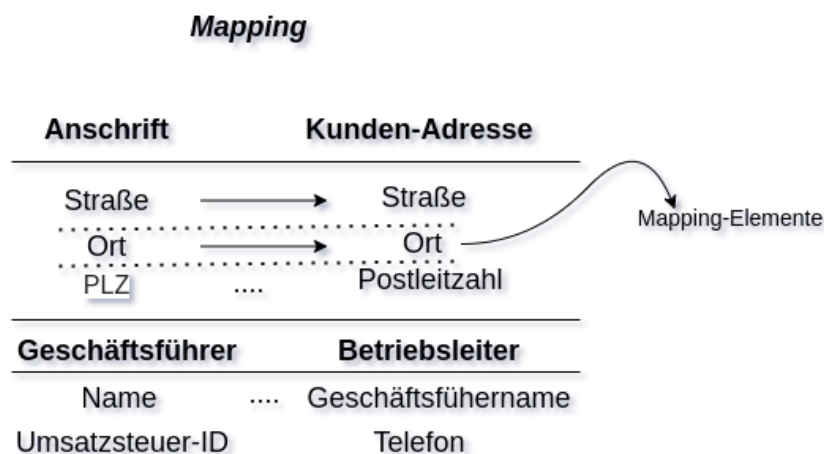 Mapping
Anschrift Kunden-Adresse
Straße Straße
Mapping-Elemente
Ort Ort
PLZ .... Postleitzahl
Geschäftsführer Betriebsleiter
Name .... Geschäftsfühername
Umsatzsteuer-ID Telefon